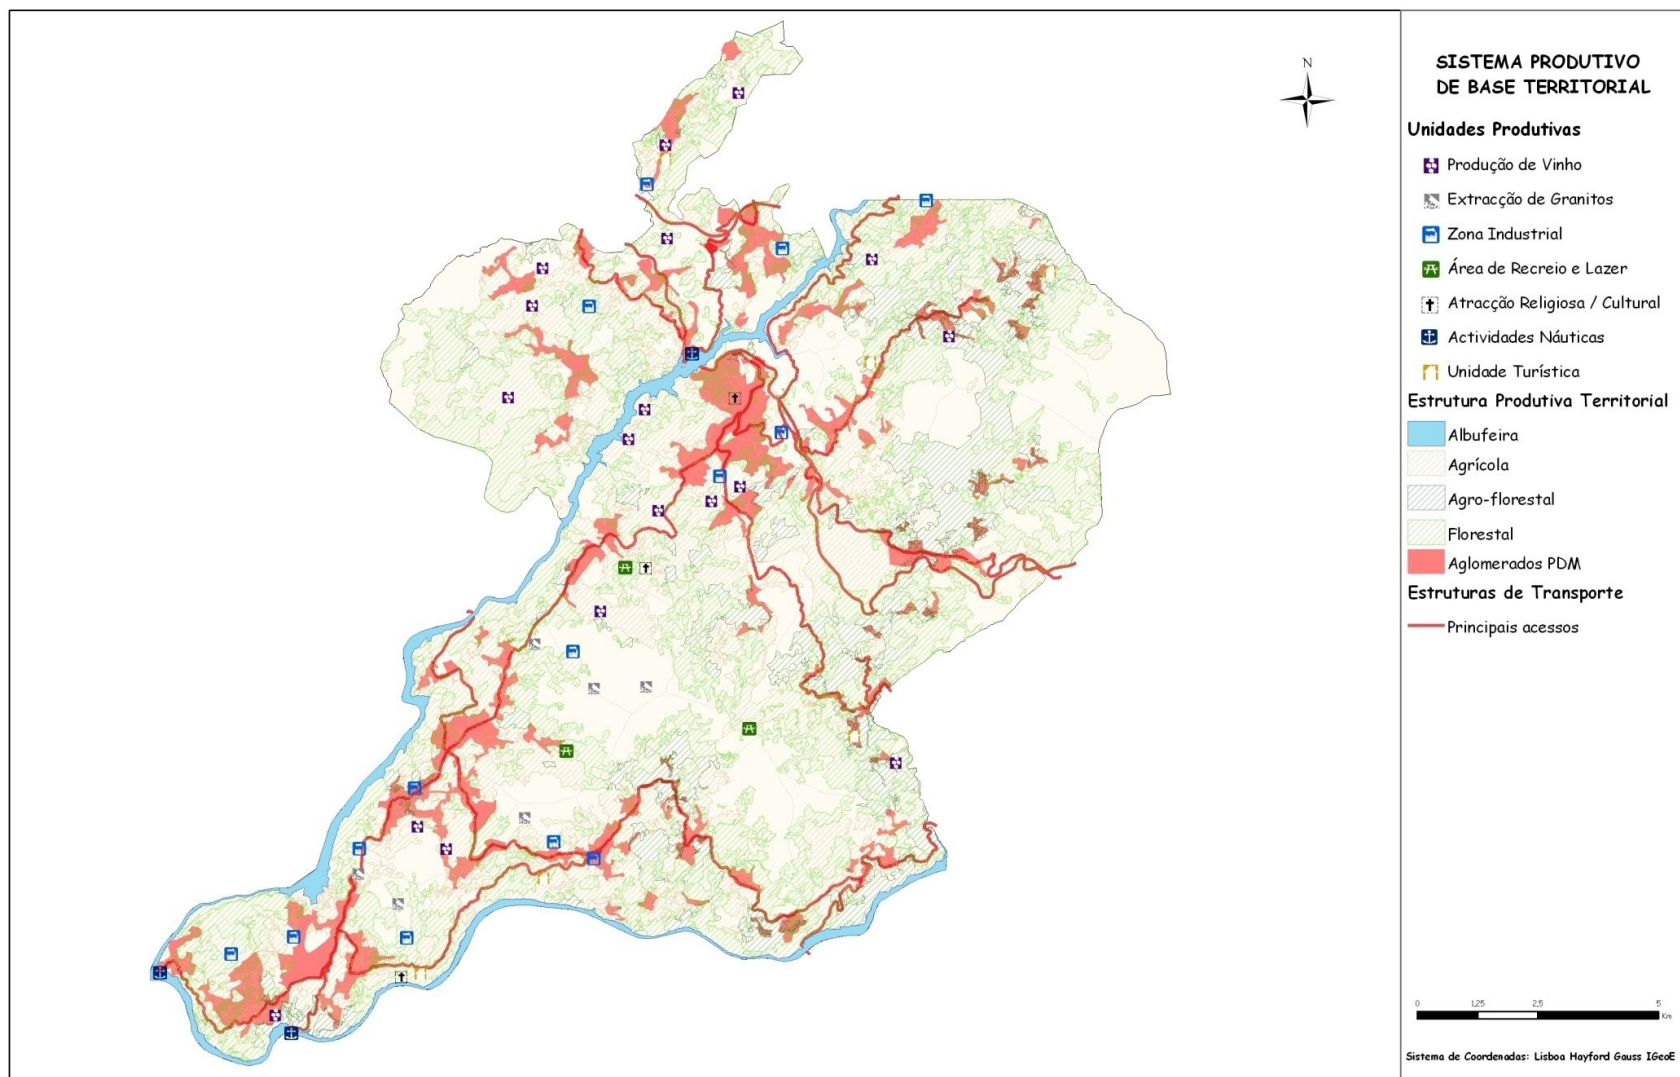 N
SISTEMA PRODUTIVO
DE BASE TERRITORIAL
Unidades Produtivas
Produção de Vinho
Extracção de Granitos
Zona Industrial
Área de Recreio e Lazer
Atracção Religiosa / Cultural
Actividades Náuticas
Unidade Turística
Estrutura Produtiva Territorial
Albufeira
Agrícola
Agro-florestal
Florestal
Aglomerados PDM
Estruturas de Transporte
Principais acessos
0 1,25 2,5 5
Km
Sistema de Coordenadas: Lisboa Hayford Gauss IGeoE